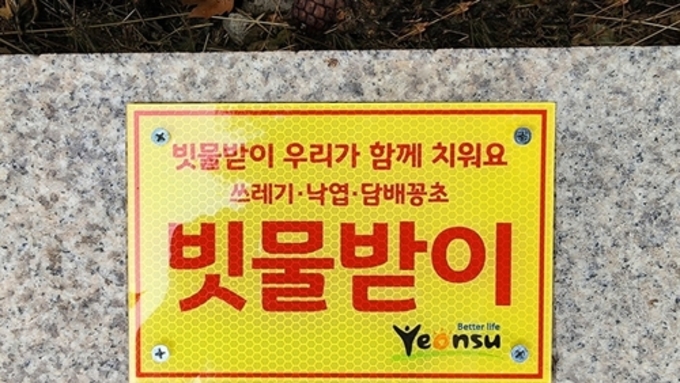 빗물받이 우리가 함께 치워요
쓰레기·낙엽·담배꽁초
빗물받이
Better life
Yeonsu